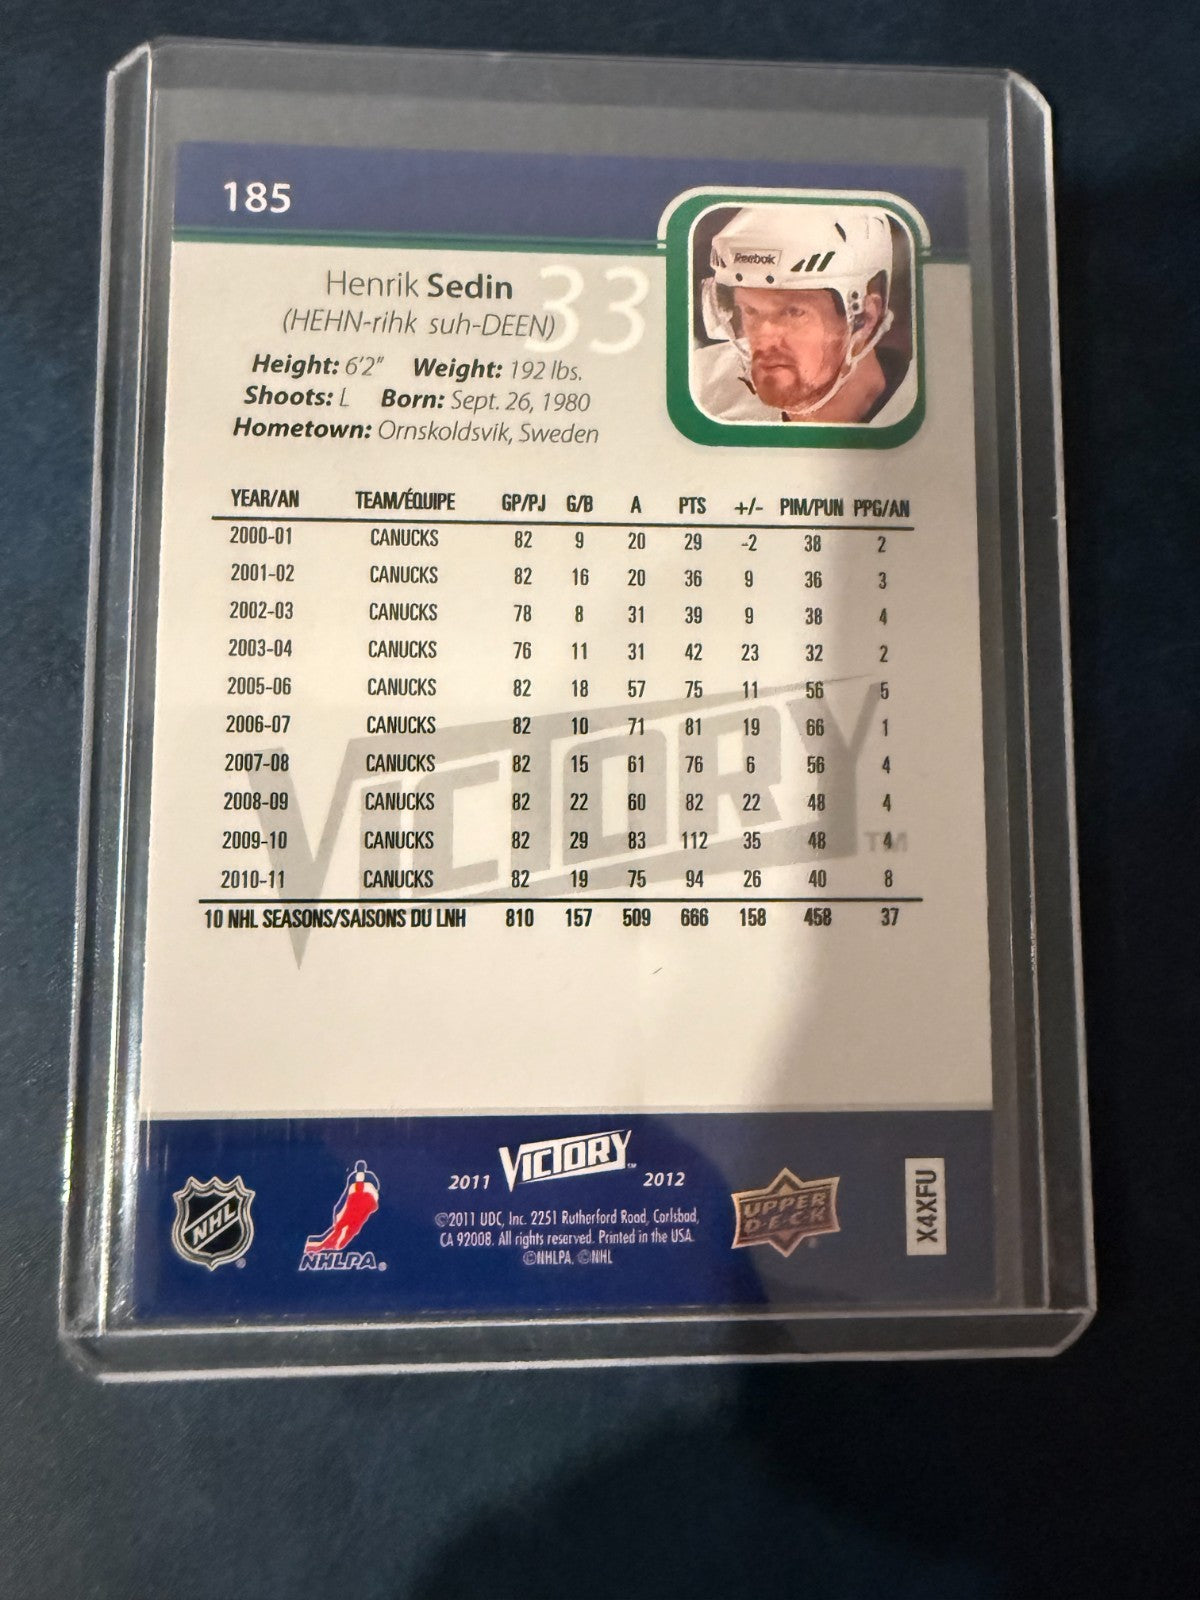 185
Reebok
Henrik Sedin 33
(HEHN-rihk suh-DEEN)
Height: 6'2" Weight: 192 lbs.
Shoots: L Born: Sept. 26, 1980
Hometown: Ornskoldsvik, Sweden
YEAR/AN TEAM/ÉQUIPE GP/PJ G/B A PTS +/- PIM/PUN PPG/AN
2000-01 CANUCKS 82 9 20 29 -2 38 2
2001-02 CANUCKS 82 16 20 36 9 36 3
2002-03 CANUCKS 78 8 31 39 9 38 4
2003-04 CANUCKS 76 11 31 42 23 32 2
2005-06 CANUCKS 82 18 57 75 11 56 5
2006-07 CANUCKS 82 10 71 81 19 66 1
2007-08 CANUCKS 82 15 61 76 6 56 4
2008-09 CANUCKS 82 22 60 82 22 48 4
2009-10 CANUCKS 82 29 83 112 35 48 4
2010-11 CANUCKS 82 19 75 94 26 40 8
10 NHL SEASONS/SAISONS DU LNH 810 157 509 666 158 458 37
VICTORY TM
2011 VICTORY™ 2012
©2011 UDC, Inc. 2251 Rutherford Road, Carlsbad,
CA 92008. All rights reserved. Printed in the USA.
©NHLPA. ©NHL
NHL®
NHLPA®
UPPER
DECK®
X4XFU